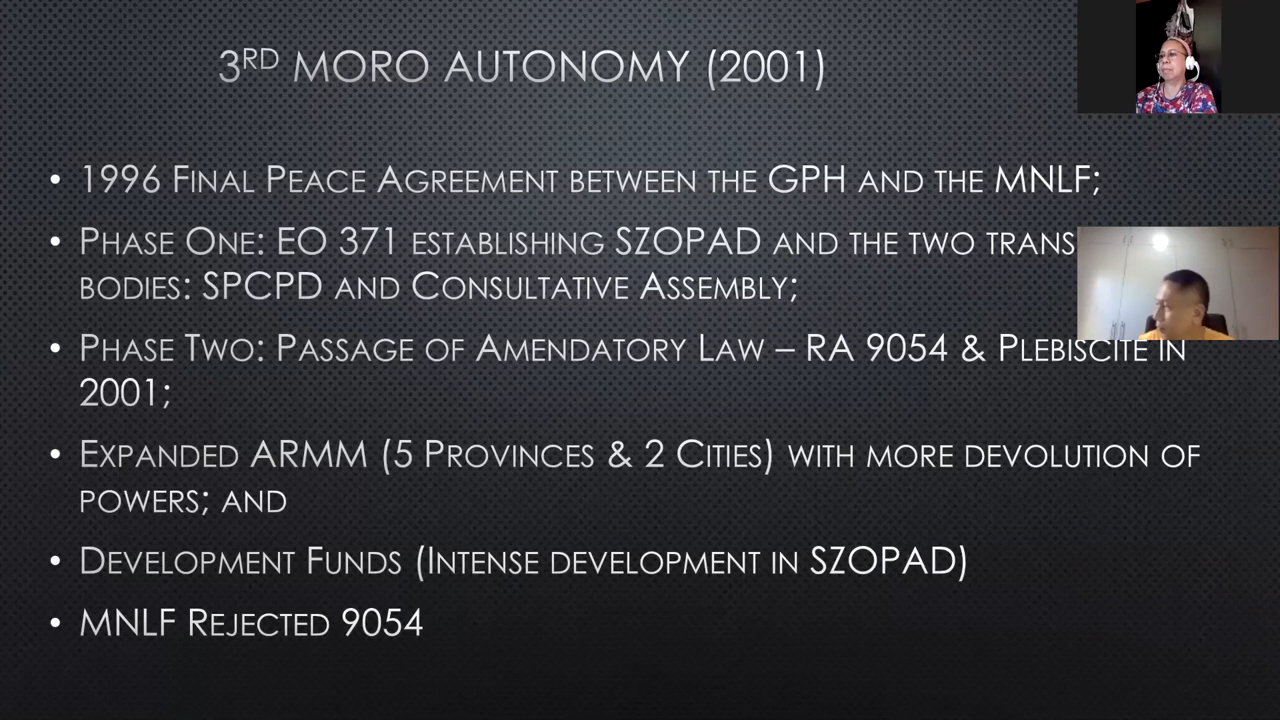 3RD MORO AUTONOMY (2001)
• 1996 FINAL PEACE AGREEMENT BETWEEN THE GPH AND THE MNLF;
• PHASE ONE: EO 371 ESTABLISHING SZOPAD AND THE TWO TRANS
BODIES: SPCPD AND CONSULTATIVE ASSEMBLY;
• PHASE TWO: PASSAGE OF AMENDATORY LAW – RA 9054 & PLEBISCITE IN
2001;
• EXPANDED ARMM (5 PROVINCES & 2 CITIES) WITH MORE DEVOLUTION OF
POWERS; AND
• DEVELOPMENT FUNDS (INTENSE DEVELOPMENT IN SZOPAD)
• MNLF REJECTED 9054